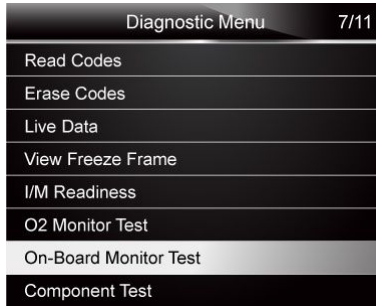 Diagnostic Menu 7/11
Read Codes
Erase Codes
Live Data
View Freeze Frame
I/M Readiness
O2 Monitor Test
On-Board Monitor Test
Component Test